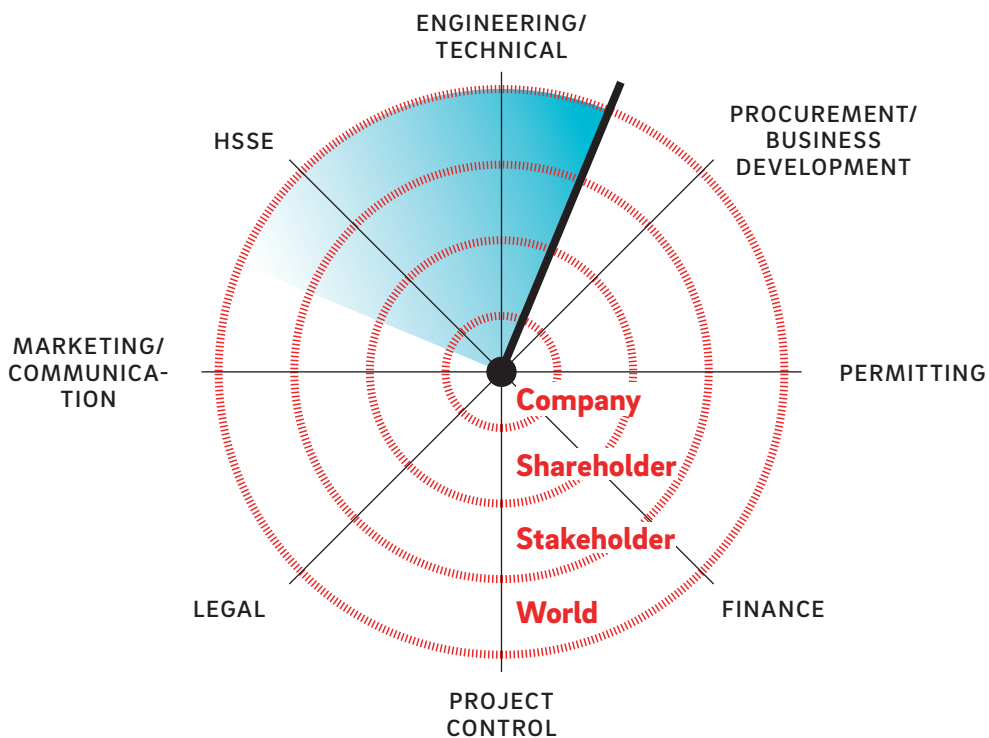 ENGINEERING/
TECHNICAL
HSSE
PROCUREMENT/
BUSINESS
DEVELOPMENT
MARKETING/
COMMUNICA-
TION
PERMITTING
Company
Shareholder
Stakeholder
World
LEGAL
FINANCE
PROJECT
CONTROL